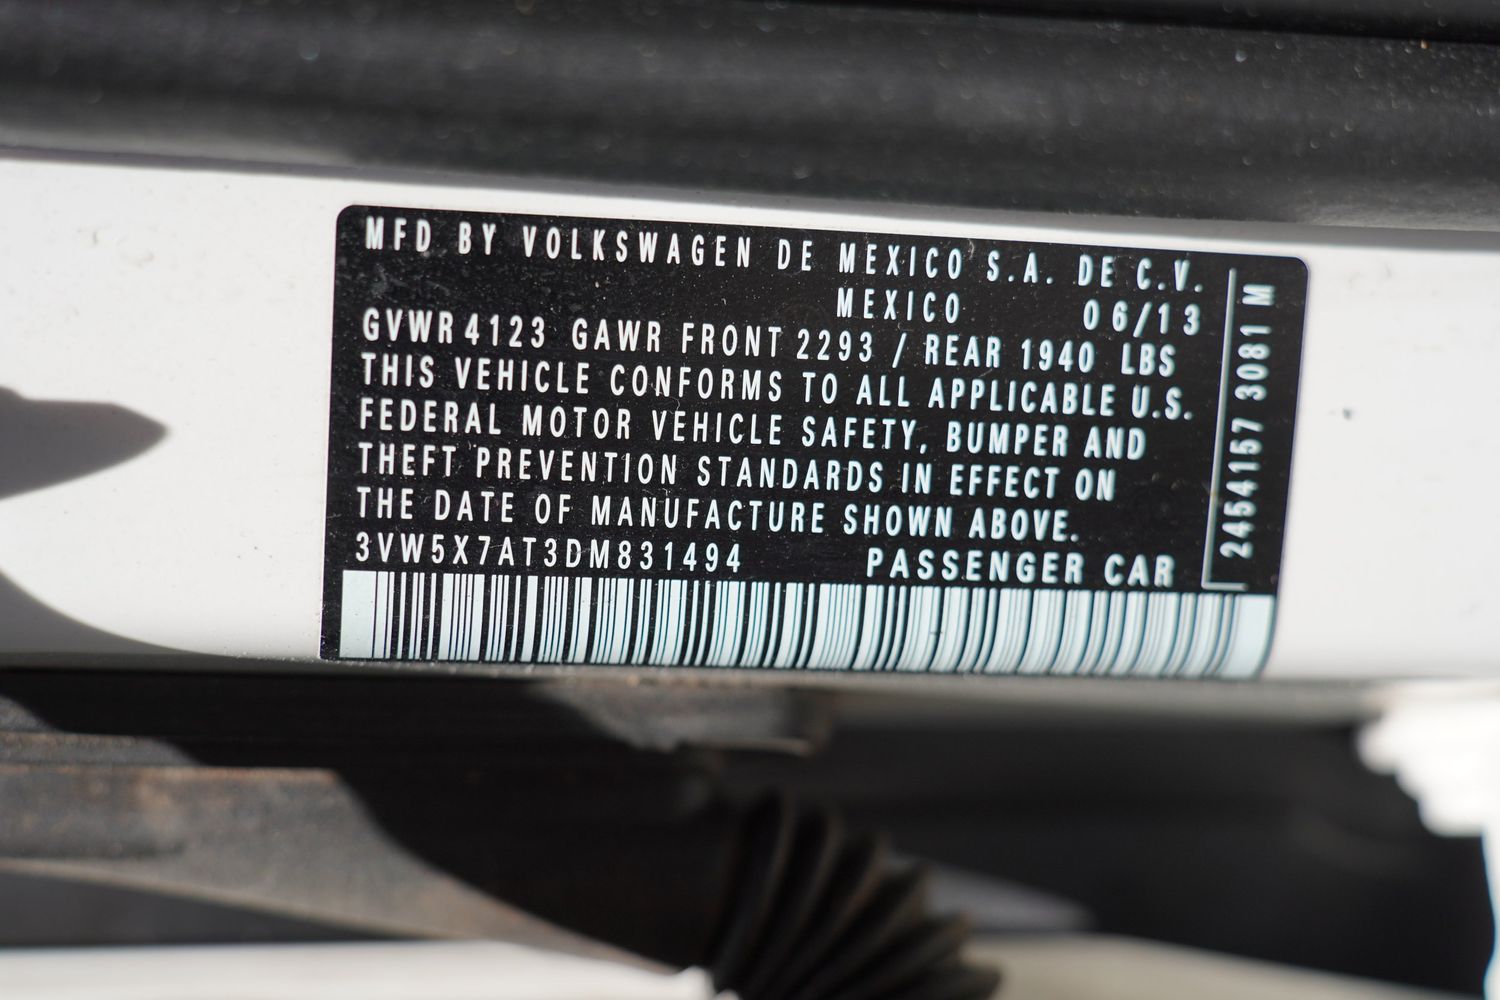 MFD BY VOLKSWAGEN DE MEXICO S.A. DE C.V.
MEXICO 06/13
GVWR 4123 GAWR FRONT 2293 / REAR 1940 LBS
THIS VEHICLE CONFORMS TO ALL APPLICABLE U.S.
FEDERAL MOTOR VEHICLE SAFETY, BUMPER AND
THEFT PREVENTION STANDARDS IN EFFECT ON
THE DATE OF MANUFACTURE SHOWN ABOVE.
3VW5X7AT3DM831494 PASSENGER CAR
2454157 3081 M